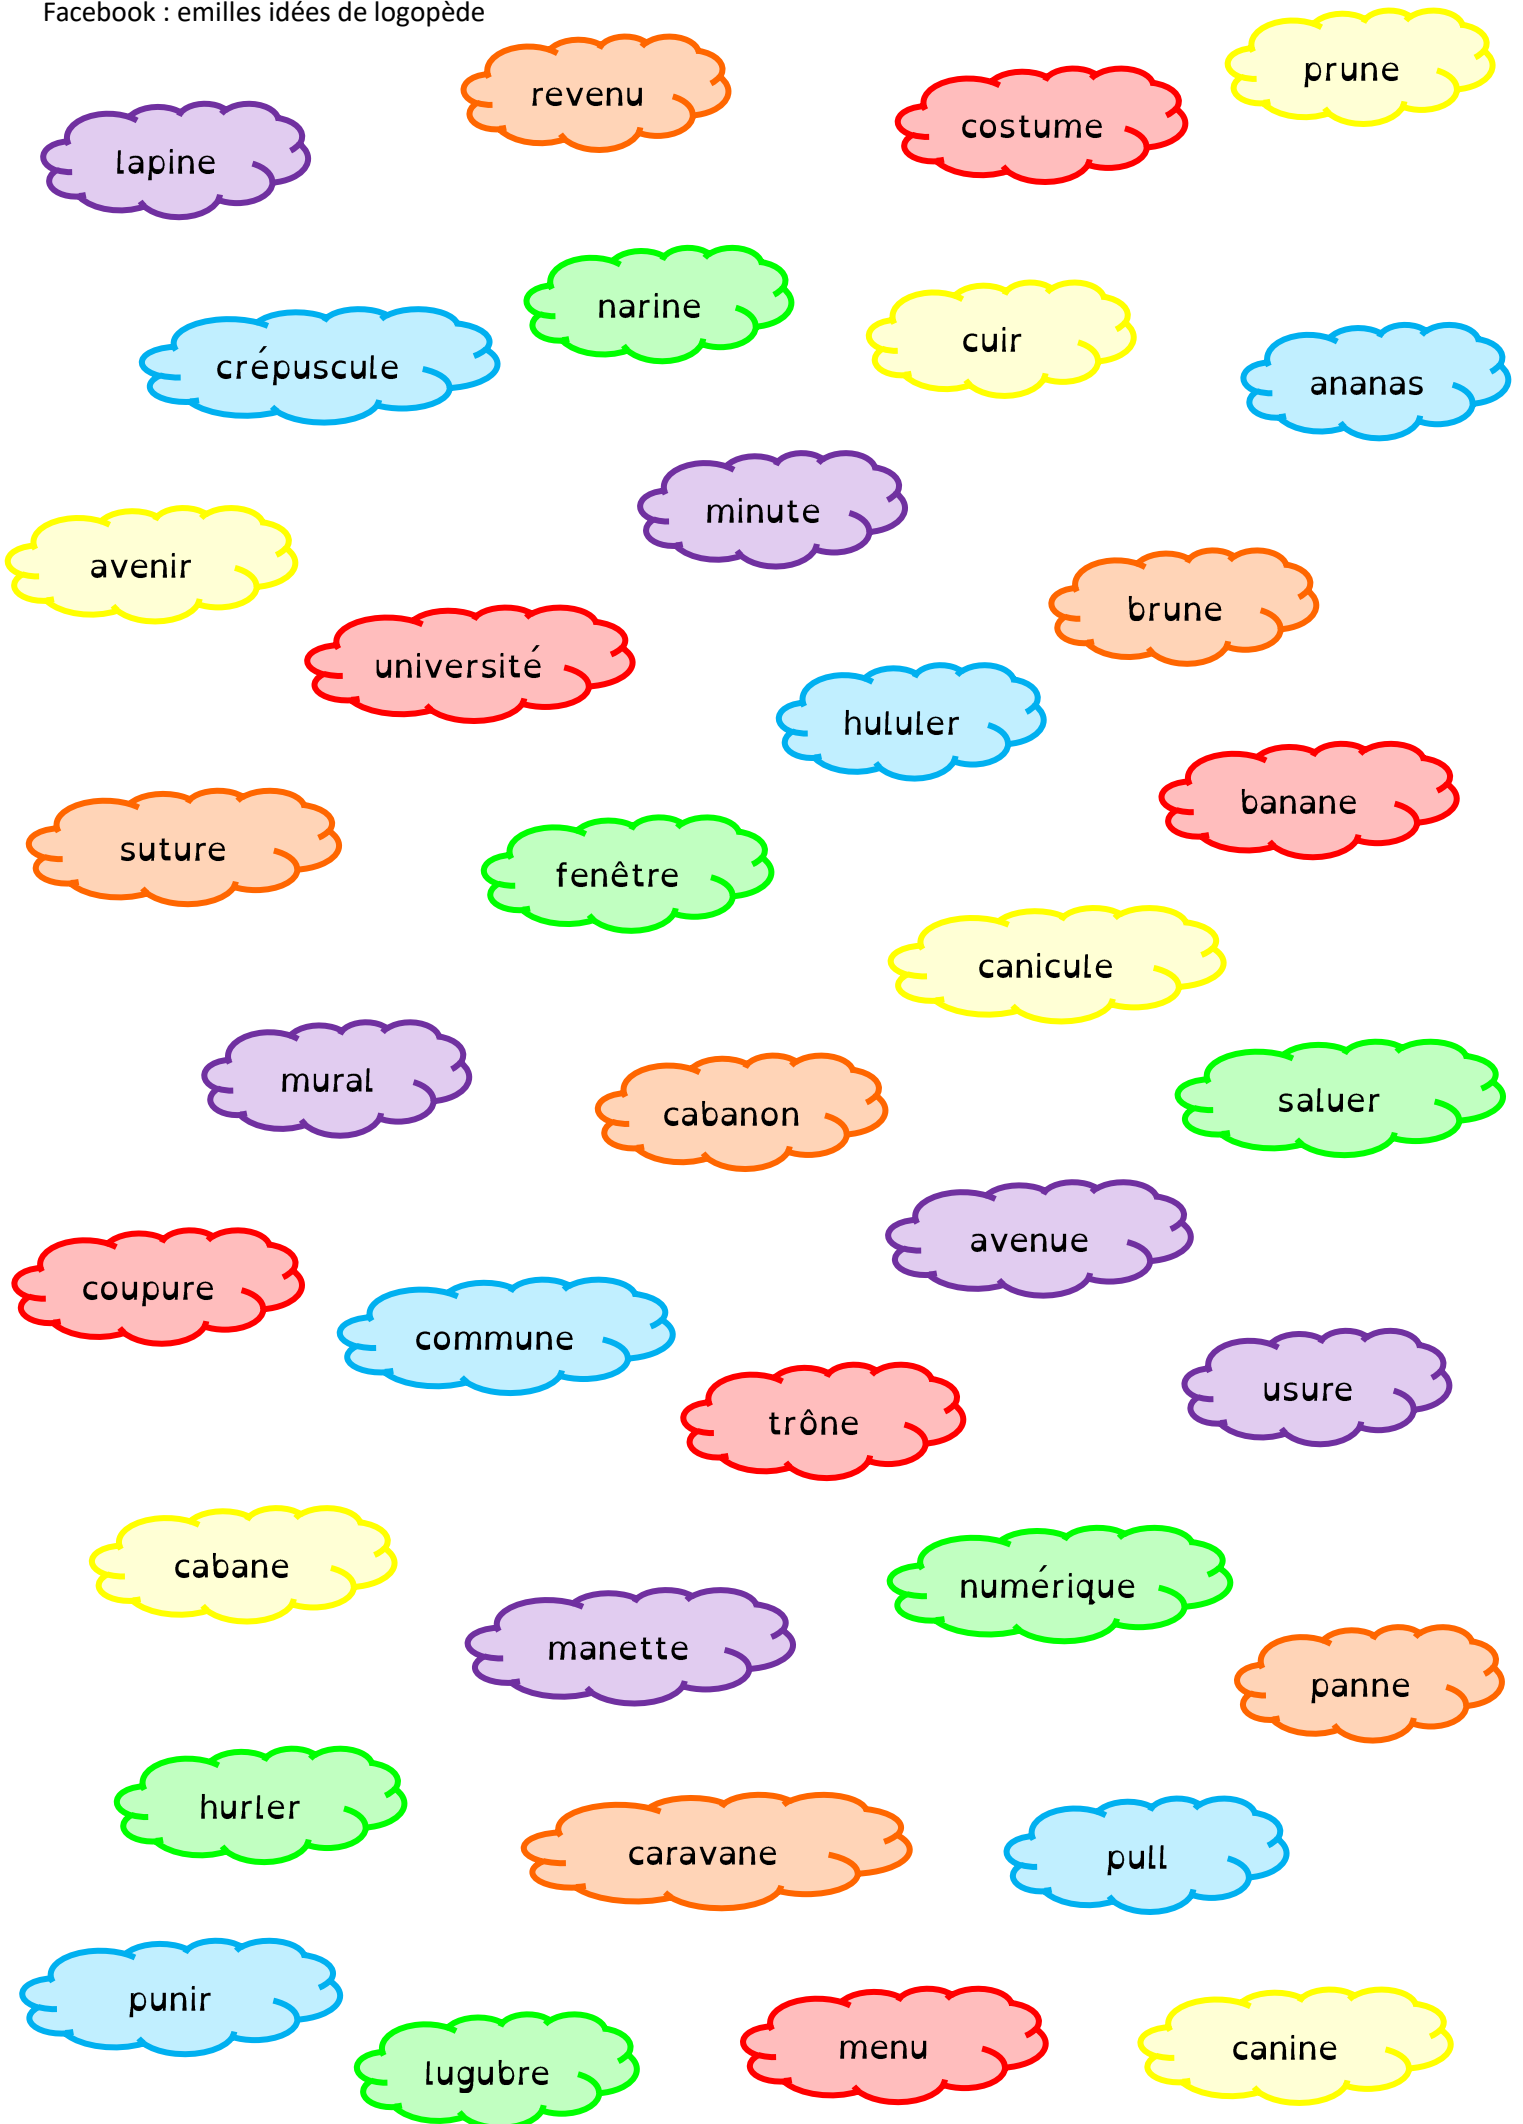 Facebook : emilles idées de logopède
prune
revenu
costume
lapine
narine
cuir
crépuscule
ananas
minute
avenir
brune
université
hululer
banane
suture
fenêtre
canicule
mural
saluer
cabanon
avenue
coupure
commune
usure
trône
cabane
numérique
manette
panne
hurler
caravane
pull
punir
menu
canine
lugubre